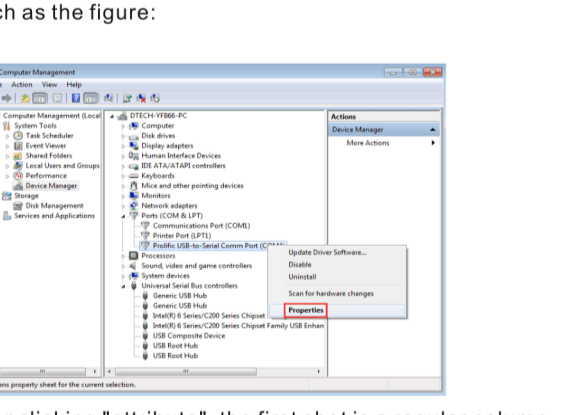 ch as the figure:
Computer Management
Action View Help
Computer Management (Local
System Tools
Task Scheduler
Event Viewer
Shared Folders
Local Users and Groups
Performance
Device Manager
Storage
Disk Management
Services and Applications
DTECH-YFB66-PC
Computer
Disk drives
Display adapters
Human Interface Devices
IDE ATA/ATAPI controllers
Keyboards
Mice and other pointing devices
Monitors
Network adapters
Ports (COM & LPT)
Communications Port (COM1)
Printer Port (LPT1)
Prolific USB-to-Serial Comm Port
Processors
Sound, video and game controllers
System devices
Universal Serial Bus controllers
Generic USB Hub
Generic USB Hub
Intel(R) 6 Series/C200 Series Chipset
Intel(R) 6 Series/C200 Series Chipset Family USB Enhan
USB Composite Device
USB Root Hub
USB Root Hub
Update Driver Software...
Disable
Uninstall
Scan for hardware changes
Properties
Actions
Device Manager
More Actions
ens property sheet for the current selection.